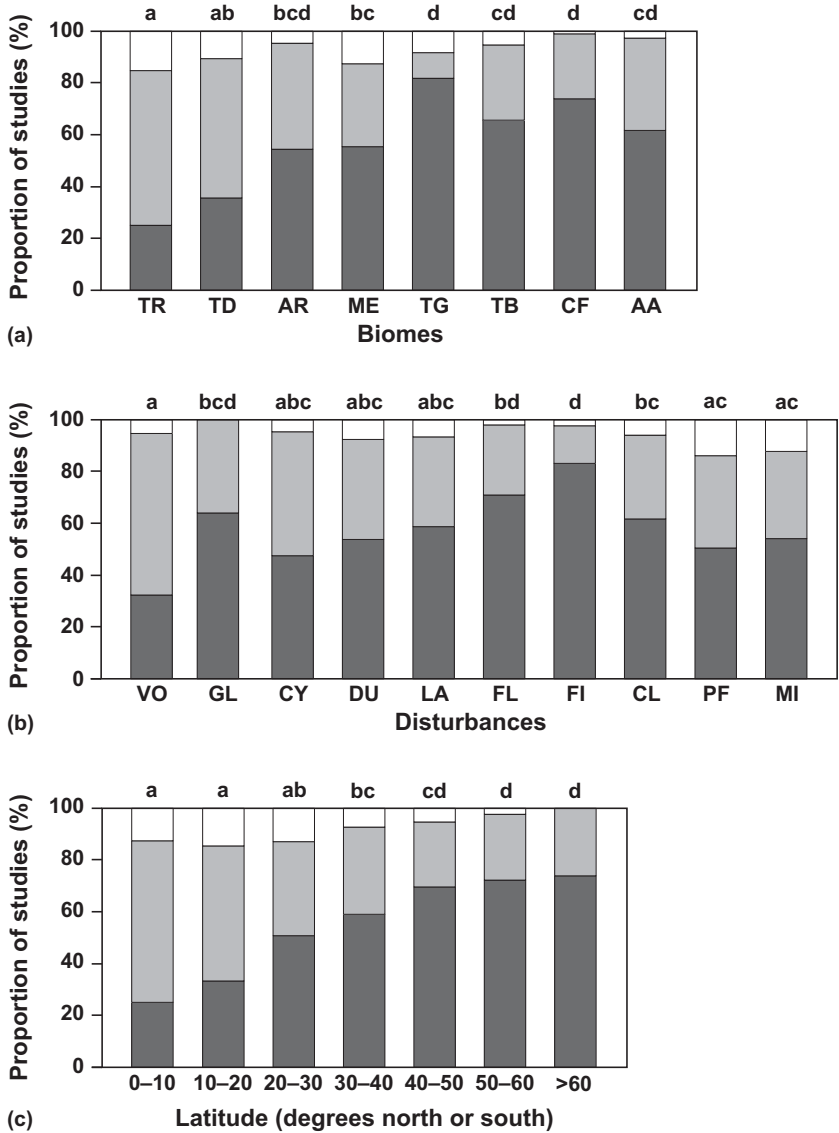 a ab bcd bc d cd d cd
Proportion of studies (%)
100
80
60
40
20
0
TR TD AR ME TG TB CF AA
(a) Biomes
a bcd abc abc abc bd d bc ac ac
Proportion of studies (%)
100
80
60
40
20
0
VO GL CY DU LA FL FI CL PF MI
(b) Disturbances
a a ab bc cd d d
Proportion of studies (%)
100
80
60
40
20
0
0–10 10–20 20–30 30–40 40–50 50–60 >60
(c) Latitude (degrees north or south)